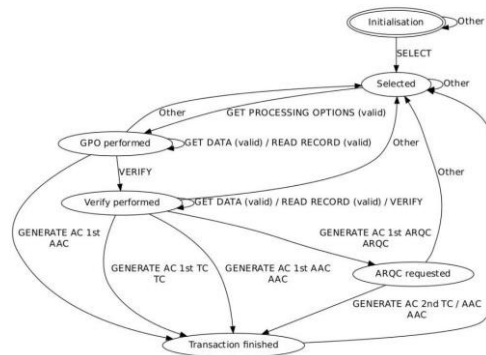 Initialisation
Other
SELECT
Selected
Other
Other
GET PROCESSING OPTIONS (valid)
GPO performed
GET DATA (valid) / READ RECORD (valid)
Other
Other
VERIFY
Verify performed
GET DATA (valid) / READ RECORD (valid) / VERIFY
GENERATE AC 1st
AAC
GENERATE AC 1st ARQC
ARQC
GENERATE AC 1st TC
TC
GENERATE AC 1st AAC
AAC
ARQC requested
GENERATE AC 2nd TC / AAC
AAC
Transaction finished